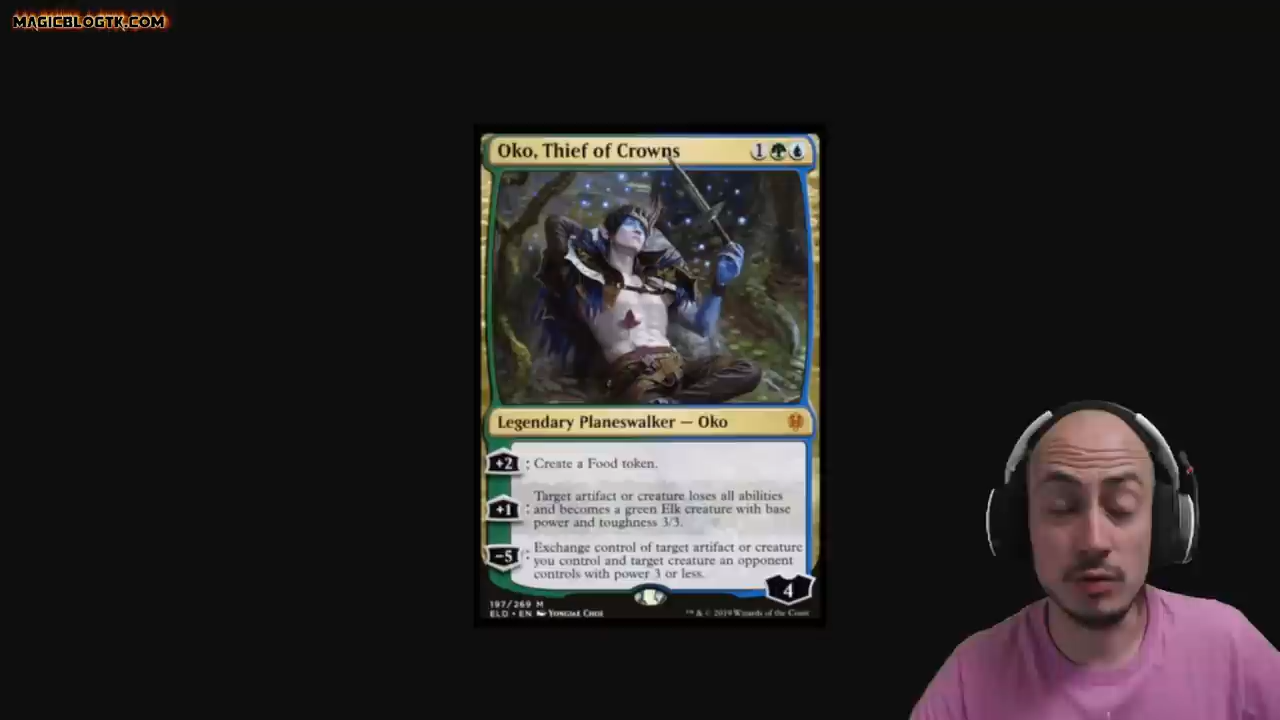 MAGICBLOGTK.COM
Oko, Thief of Crowns 1
Legendary Planeswalker — Oko
+2 : Create a Food token.
Target artifact or creature loses all abilities
+1 : and becomes a green Elk creature with base
power and toughness 3/3.
Exchange control of target artifact or creature
−5 : you control and target creature an opponent
controls with power 3 or less.
4
197/269 M
ELD • EN YONGJAE CHOI
™ & © 2019 Wizards of the Coast